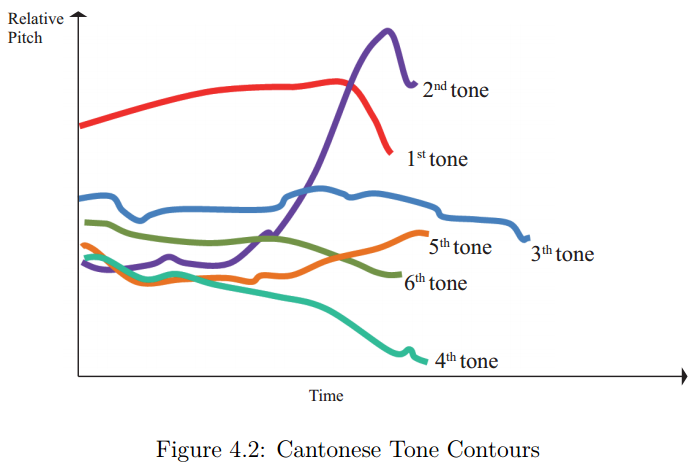 Relative
Pitch
2nd tone
1st tone
5th tone
3th tone
6th tone
4th tone
Time
Figure 4.2: Cantonese Tone Contours